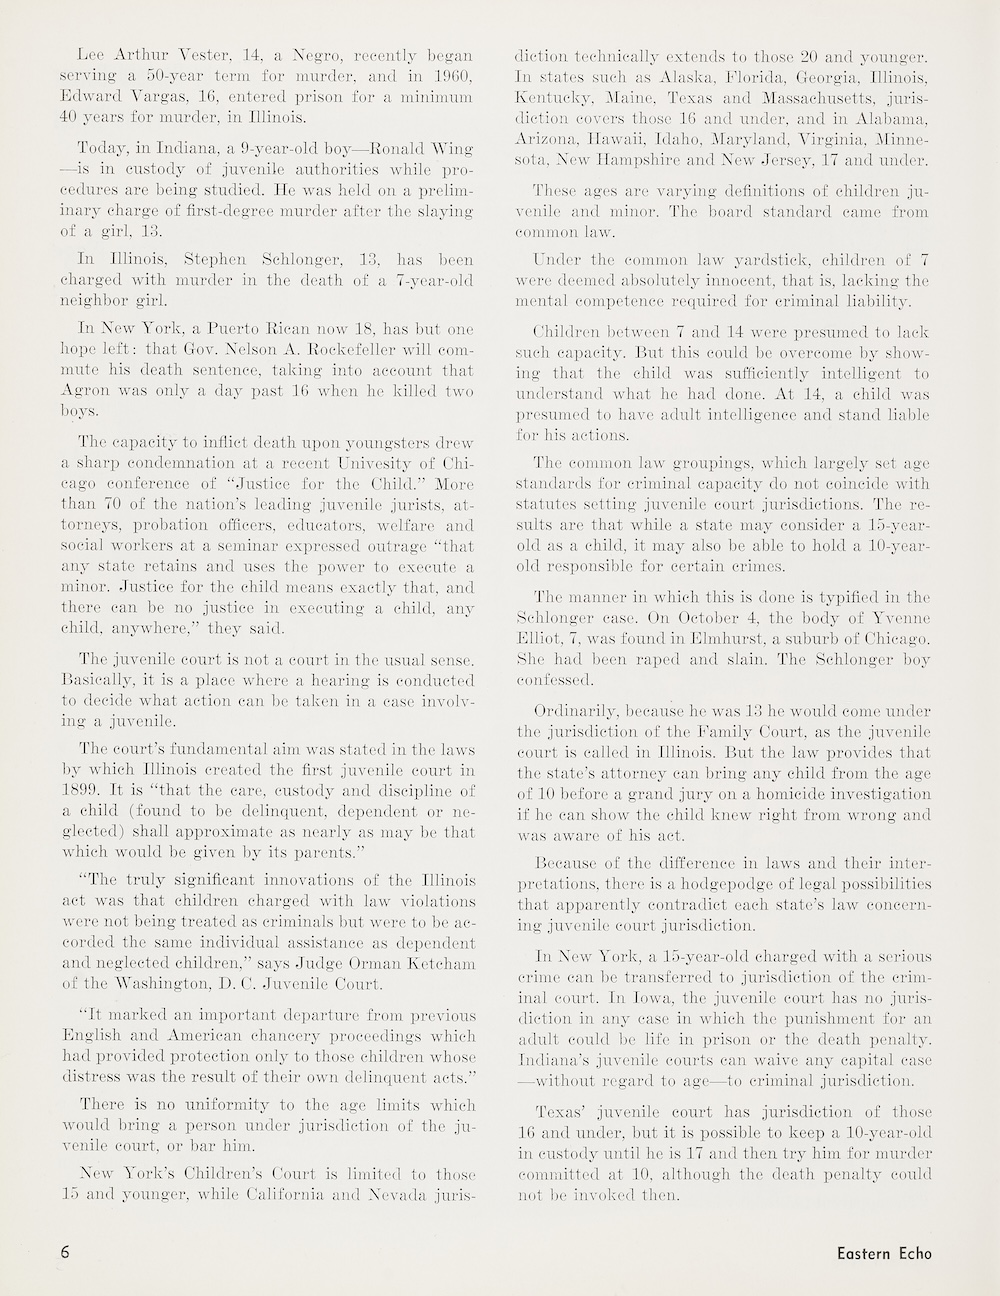 Lee Arthur Vester, 14, a Negro, recently began
serving a 50-year term for murder, and in 1960,
Edward Vargas, 16, entered prison for a minimum
40 years for murder, in Illinois.
Today, in Indiana, a 9-year-old boy—Ronald Wing
—is in custody of juvenile authorities while pro-
cedures are being studied. He was held on a prelim-
inary charge of first-degree murder after the slaying
of a girl, 13.
In Illinois, Stephen Schlonger, 13, has been
charged with murder in the death of a 7-year-old
neighbor girl.
In New York, a Puerto Rican now 18, has but one
hope left: that Gov. Nelson A. Rockefeller will com-
mute his death sentence, taking into account that
Agron was only a day past 16 when he killed two
boys.
The capacity to inflict death upon youngsters drew
a sharp condemnation at a recent Univesity of Chi-
cago conference of “Justice for the Child.” More
than 70 of the nation’s leading juvenile jurists, at-
torneys, probation officers, educators, welfare and
social workers at a seminar expressed outrage “that
any state retains and uses the power to execute a
minor. Justice for the child means exactly that, and
there can be no justice in executing a child, any
child, anywhere,” they said.
The juvenile court is not a court in the usual sense.
Basically, it is a place where a hearing is conducted
to decide what action can be taken in a case involv-
ing a juvenile.
The court’s fundamental aim was stated in the laws
by which Illinois created the first juvenile court in
1899. It is “that the care, custody and discipline of
a child (found to be delinquent, dependent or ne-
glected) shall approximate as nearly as may be that
which would be given by its parents.”
“The truly significant innovations of the Illinois
act was that children charged with law violations
were not being treated as criminals but were to be ac-
corded the same individual assistance as dependent
and neglected children,” says Judge Orman Ketcham
of the Washington, D. C. Juvenile Court.
“It marked an important departure from previous
English and American chancery proceedings which
had provided protection only to those children whose
distress was the result of their own delinquent acts.”
There is no uniformity to the age limits which
would bring a person under jurisdiction of the ju-
venile court, or bar him.
New York’s Children’s Court is limited to those
15 and younger, while California and Nevada juris-
diction technically extends to those 20 and younger.
In states such as Alaska, Florida, Georgia, Illinois,
Kentucky, Maine, Texas and Massachusetts, juris-
diction covers those 16 and under, and in Alabama,
Arizona, Hawaii, Idaho, Maryland, Virginia, Minne-
sota, New Hampshire and New Jersey, 17 and under.
These ages are varying definitions of children ju-
venile and minor. The board standard came from
common law.
Under the common law yardstick, children of 7
were deemed absolutely innocent, that is, lacking the
mental competence required for criminal liability.
Children between 7 and 14 were presumed to lack
such capacity. But this could be overcome by show-
ing that the child was sufficiently intelligent to
understand what he had done. At 14, a child was
presumed to have adult intelligence and stand liable
for his actions.
The common law groupings, which largely set age
standards for criminal capacity do not coincide with
statutes setting juvenile court jurisdictions. The re-
sults are that while a state may consider a 15-year-
old as a child, it may also be able to hold a 10-year-
old responsible for certain crimes.
The manner in which this is done is typified in the
Schlonger case. On October 4, the body of Yvenne
Elliot, 7, was found in Elmhurst, a suburb of Chicago.
She had been raped and slain. The Schlonger boy
confessed.
Ordinarily, because he was 13 he would come under
the jurisdiction of the Family Court, as the juvenile
court is called in Illinois. But the law provides that
the state’s attorney can bring any child from the age
of 10 before a grand jury on a homicide investigation
if he can show the child knew right from wrong and
was aware of his act.
Because of the difference in laws and their inter-
pretations, there is a hodgepodge of legal possibilities
that apparently contradict each state’s law concern-
ing juvenile court jurisdiction.
In New York, a 15-year-old charged with a serious
crime can be transferred to jurisdiction of the crim-
inal court. In Iowa, the juvenile court has no juris-
diction in any case in which the punishment for an
adult could be life in prison or the death penalty.
Indiana’s juvenile courts can waive any capital case
—without regard to age—to criminal jurisdiction.
Texas’ juvenile court has jurisdiction of those
16 and under, but it is possible to keep a 10-year-old
in custody until he is 17 and then try him for murder
committed at 10, although the death penalty could
not be invoked then.
6
Eastern Echo